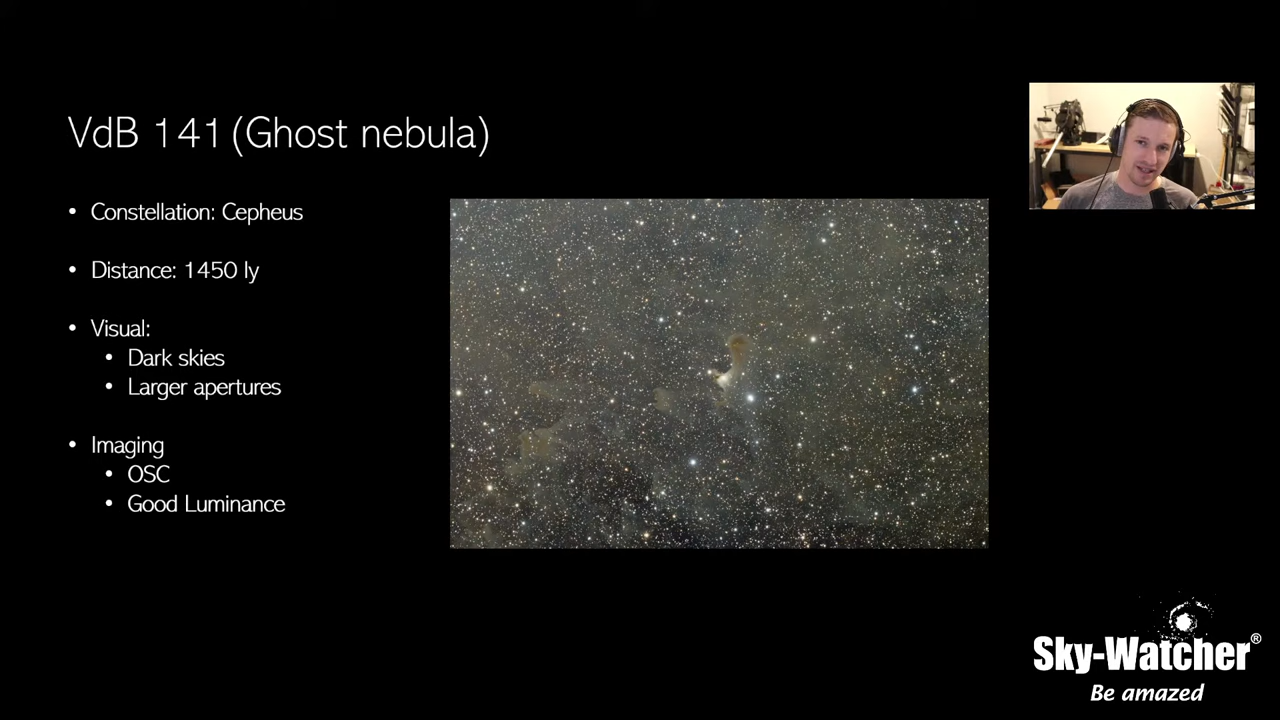 VdB 141 (Ghost nebula)
• Constellation: Cepheus
• Distance: 1450 ly
• Visual:
• Dark skies
• Larger apertures
• Imaging
• OSC
• Good Luminance
Sky-Watcher®
Be amazed